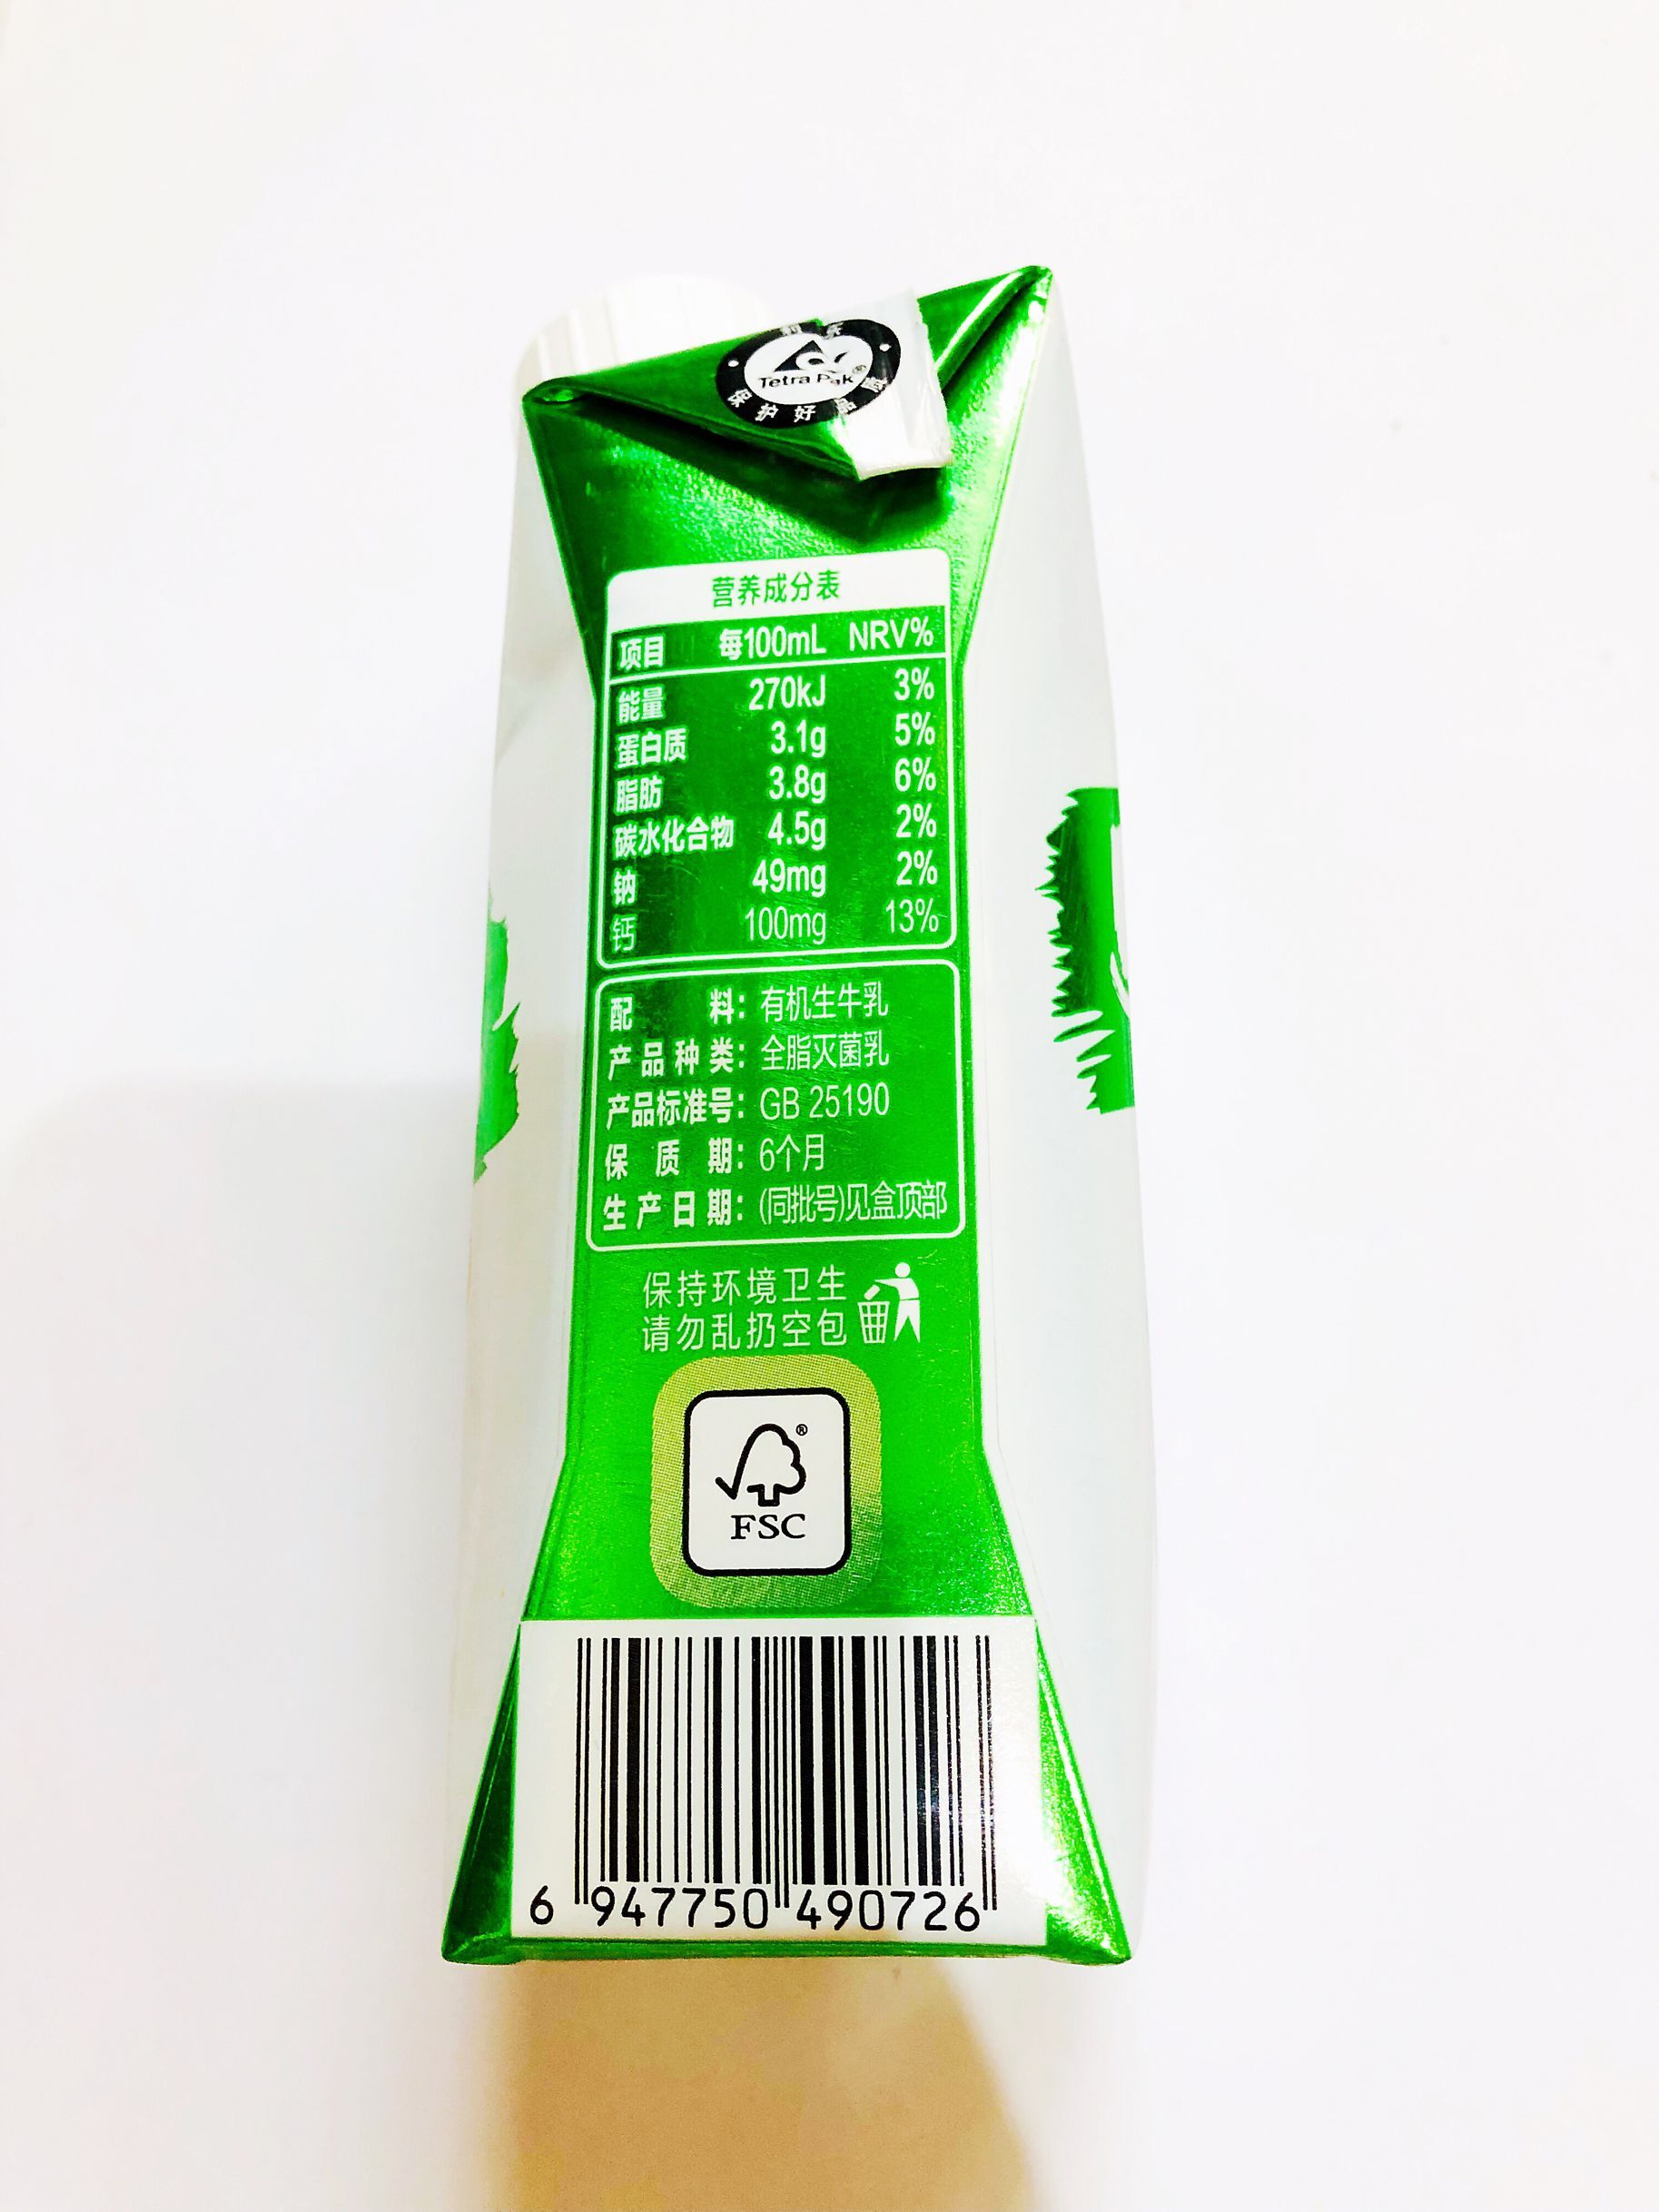 Tetra Pak®
保护好品
营养成分表
项目 每100mL NRV%
能量 270kJ 3%
蛋白质 3.1g 5%
脂肪 3.8g 6%
碳水化合物 4.5g 2%
钠 49mg 2%
钙 100mg 13%
配料：有机生牛乳
产品种类：全脂灭菌乳
产品标准号：GB 25190
保质期：6个月
生产日期：(同批号)见盒顶部
保持环境卫生
请勿乱扔空包
®
FSC
6 947750 490726